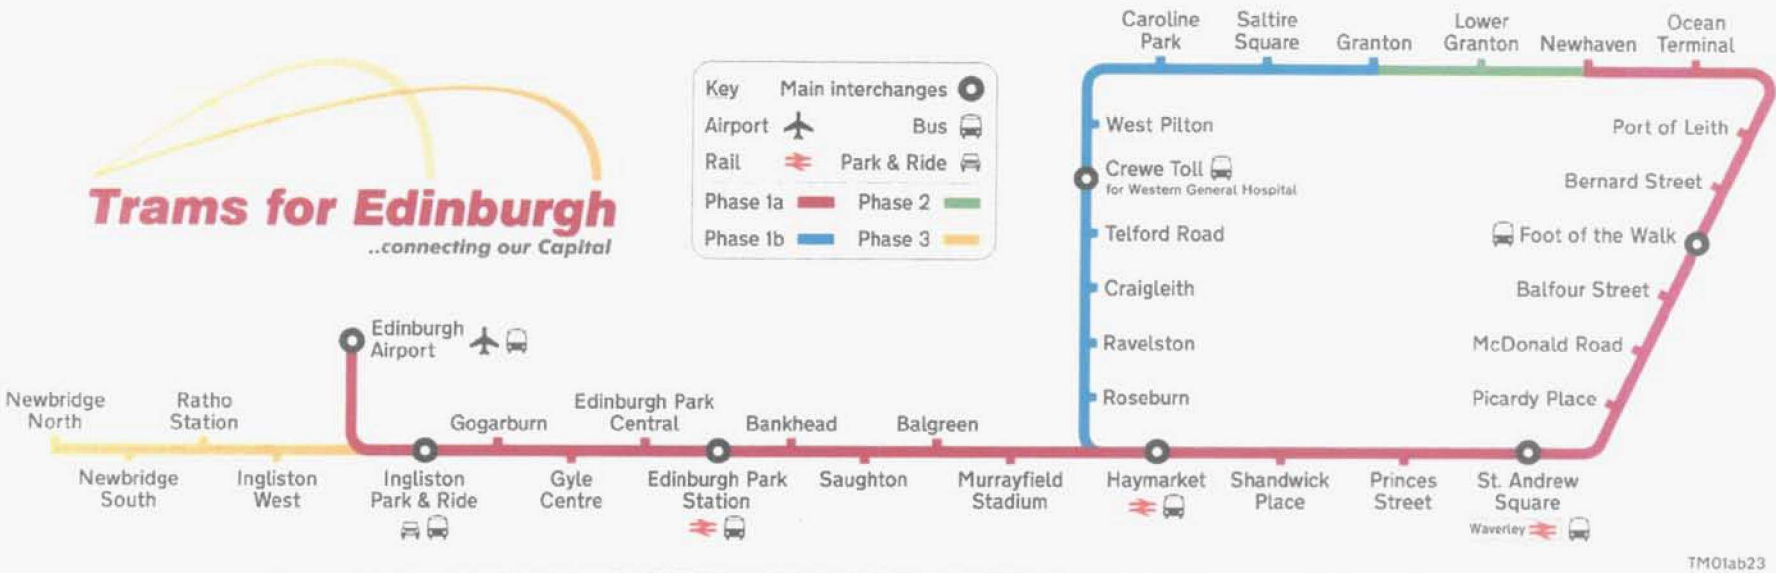 Trams for Edinburgh
..connecting our Capital
Key Main interchanges
Airport Bus
Rail Park & Ride
Phase 1a Phase 2
Phase 1b Phase 3
Caroline
Park
Saltire
Square
Granton
Lower
Granton
Newhaven
Ocean
Terminal
West Pilton
Crewe Toll
for Western General Hospital
Telford Road
Craigleith
Ravelston
Roseburn
Port of Leith
Bernard Street
Foot of the Walk
Balfour Street
McDonald Road
Picardy Place
Edinburgh
Airport
Newbridge
North
Ratho
Station
Gogarburn
Edinburgh Park
Central
Bankhead
Balgreen
Newbridge
South
Ingliston
West
Ingliston
Park & Ride
Gyle
Centre
Edinburgh Park
Station
Saughton
Murrayfield
Stadium
Haymarket
Shandwick
Place
Princes
Street
St. Andrew
Square
Waverley
TM01ab23